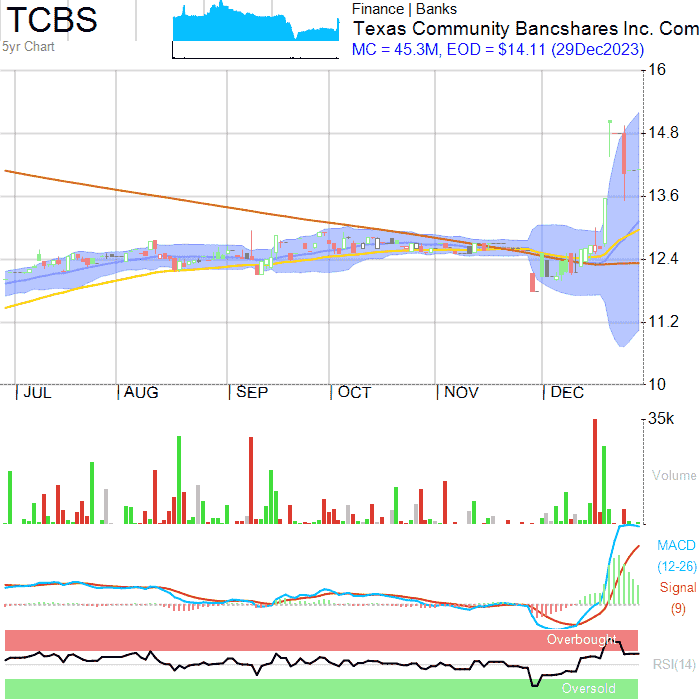 TCBS
5yr Chart
Finance | Banks
Texas Community Bancshares Inc. Com
MC = 45.3M, EOD = $14.11 (29Dec2023)
16
14.8
13.6
12.4
11.2
10
JUL AUG SEP OCT NOV DEC
35k
Volume
MACD
(12-26)
Signal
(9)
Overbought
RSI(14)
Oversold